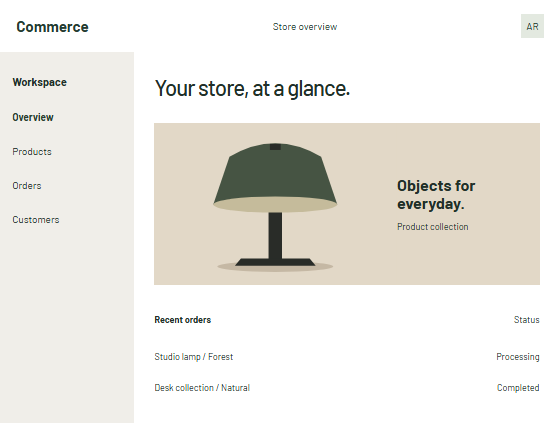 Commerce
Store overview
AR
Workspace
Overview
Products
Orders
Customers
Your store, at a glance.
Objects for
everyday.
Product collection
Recent orders
Status
Studio lamp / Forest
Processing
Desk collection / Natural
Completed